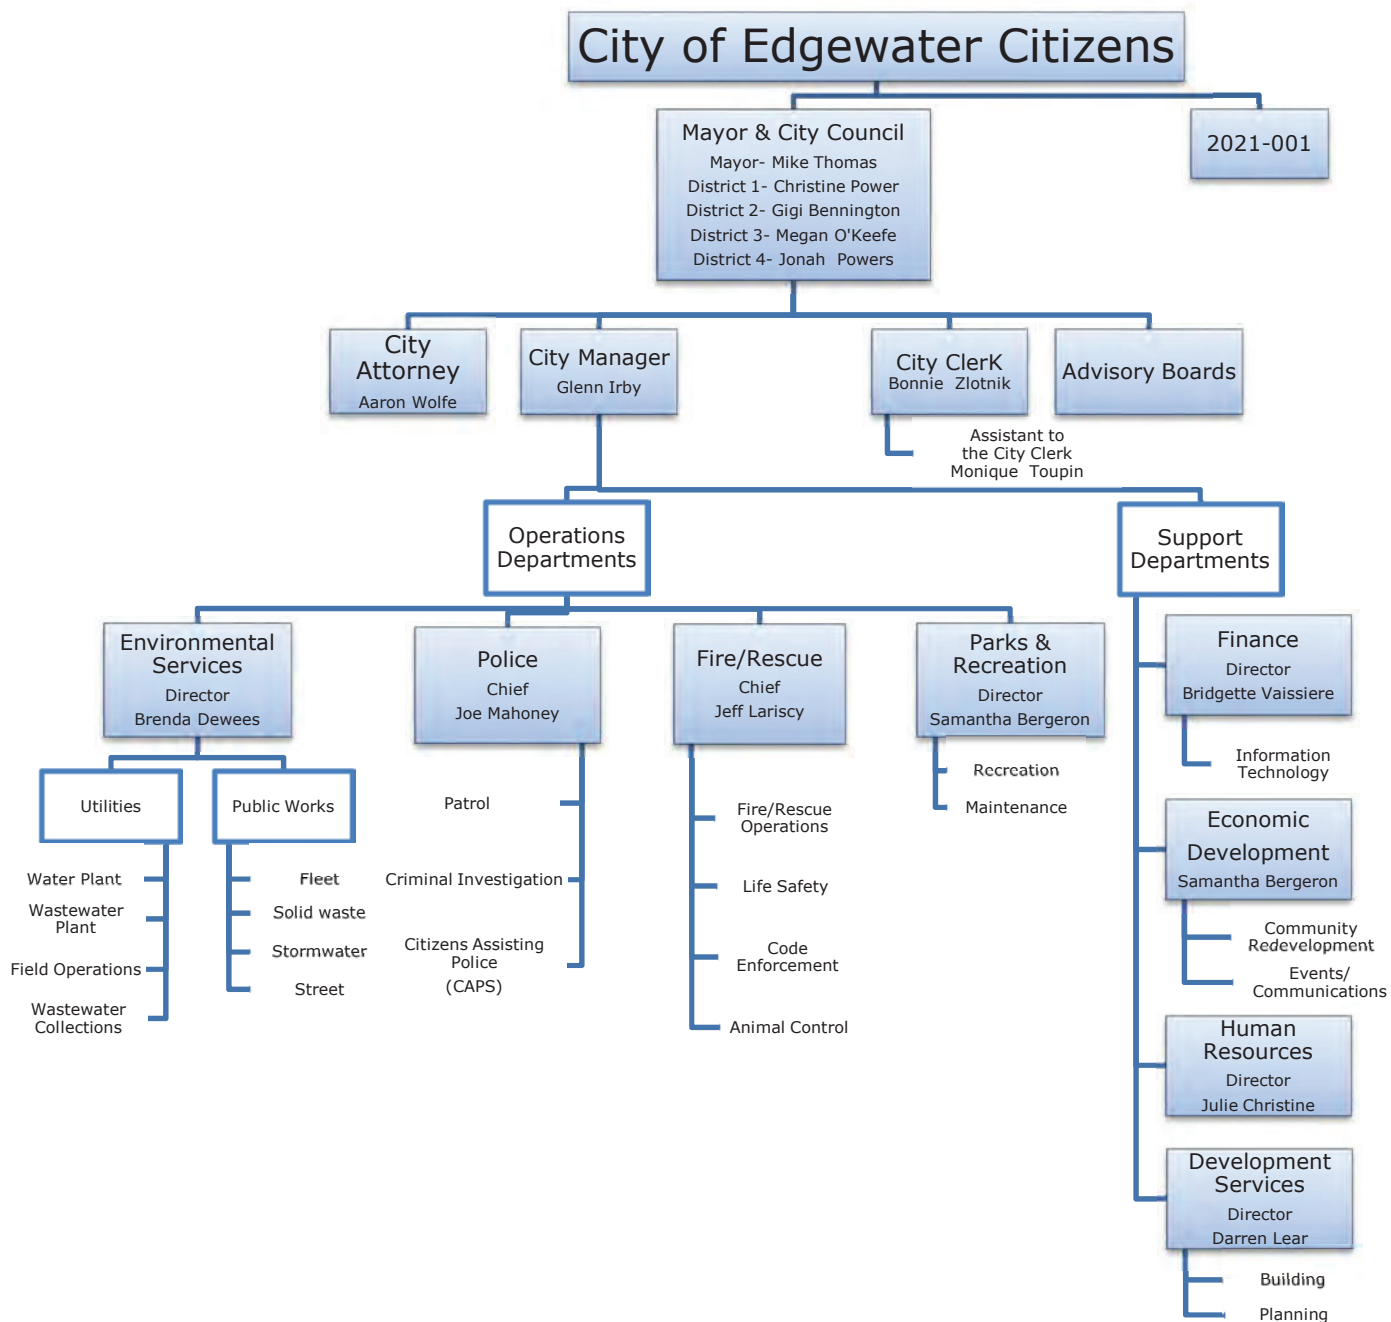 City of Edgewater Citizens
Mayor & City Council
Mayor- Mike Thomas
District 1- Christine Power
District 2- Gigi Bennington
District 3- Megan O'Keefe
District 4- Jonah Powers
2021-001
City
Attorney
Aaron Wolfe
City Manager
Glenn Irby
City ClerK
Bonnie Zlotnik
Advisory Boards
Assistant to
the City Clerk
Monique Toupin
Operations
Departments
Support
Departments
Environmental
Services
Director
Brenda Dewees
Police
Chief
Joe Mahoney
Fire/Rescue
Chief
Jeff Lariscy
Parks &
Recreation
Director
Samantha Bergeron
Utilities
Public Works
Water Plant
Wastewater
Plant
Field Operations
Wastewater
Collections
Fleet
Solid waste
Stormwater
Street
Patrol
Criminal Investigation
Citizens Assisting
Police
(CAPS)
Fire/Rescue
Operations
Life Safety
Code
Enforcement
Animal Control
Recreation
Maintenance
Finance
Director
Bridgette Vaissiere
Information
Technology
Economic
Development
Samantha Bergeron
Community
Redevelopment
Events/
Communications
Human
Resources
Director
Julie Christine
Development
Services
Director
Darren Lear
Building
Planning